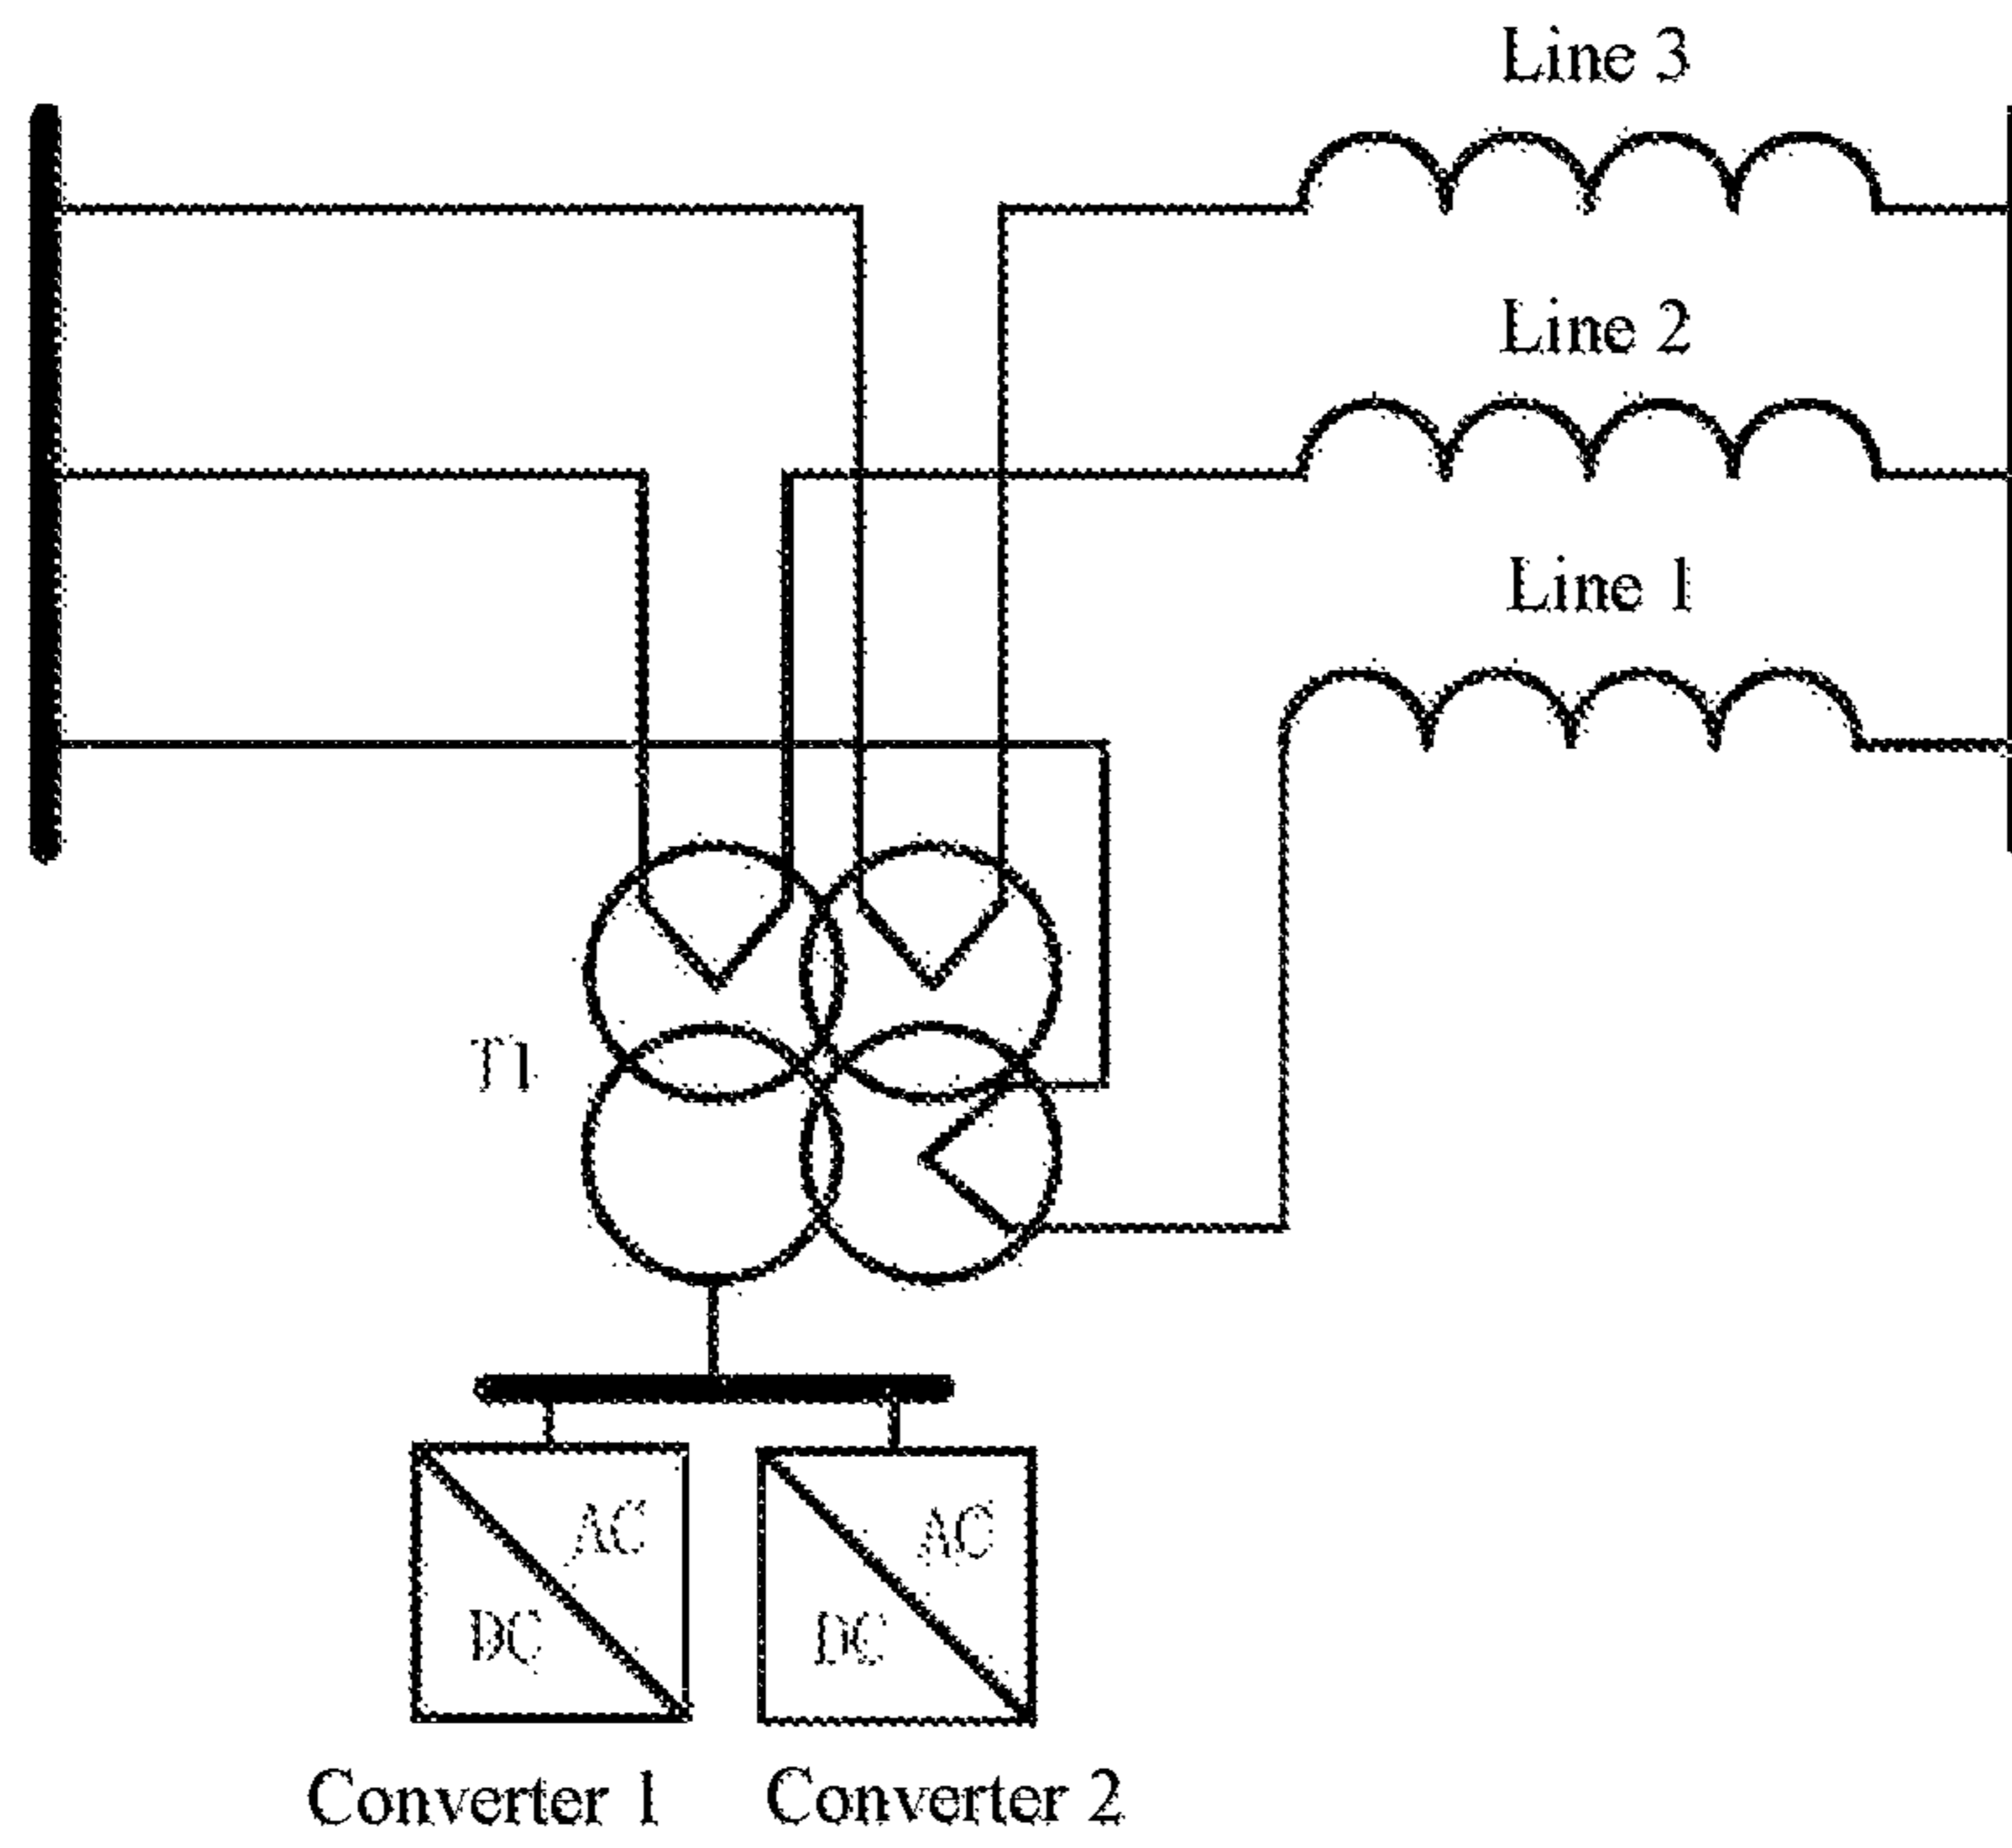 Line 3
Line 2
Line 1
T1
AC
DC
AC
DC
Converter 1
Converter 2